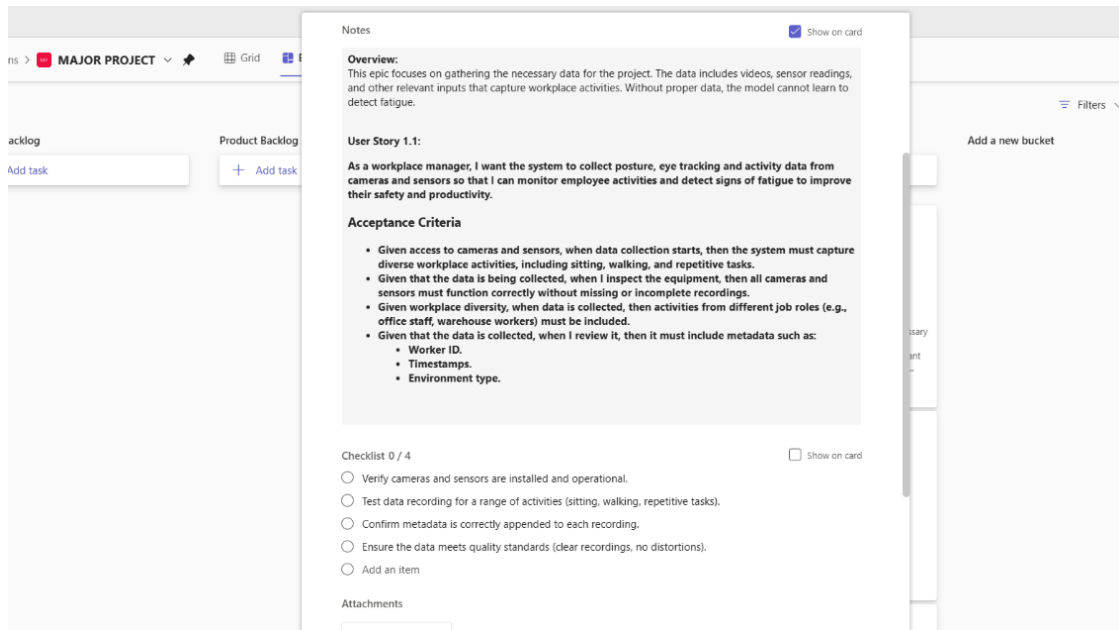 Notes
Show on card
ns > MAJOR PROJECT
Grid
Overview:
This epic focuses on gathering the necessary data for the project. The data includes videos, sensor readings,
and other relevant inputs that capture workplace activities. Without proper data, the model cannot learn to
detect fatigue.
Filters
acklog
Product Backlog
User Story 1.1:
Add a new bucket
Add task
+ Add task
As a workplace manager, I want the system to collect posture, eye tracking and activity data from
cameras and sensors so that I can monitor employee activities and detect signs of fatigue to improve
their safety and productivity.
Acceptance Criteria
• Given access to cameras and sensors, when data collection starts, then the system must capture
diverse workplace activities, including sitting, walking, and repetitive tasks.
• Given that the data is being collected, when I inspect the equipment, then all cameras and
sensors must function correctly without missing or incomplete recordings.
• Given workplace diversity, when data is collected, then activities from different job roles (e.g.,
office staff, warehouse workers) must be included.
• Given that the data is collected, when I review it, then it must include metadata such as:
• Worker ID.
• Timestamps.
• Environment type.
Checklist 0 / 4
Show on card
Verify cameras and sensors are installed and operational.
Test data recording for a range of activities (sitting, walking, repetitive tasks).
Confirm metadata is correctly appended to each recording.
Ensure the data meets quality standards (clear recordings, no distortions).
Add an item
Attachments